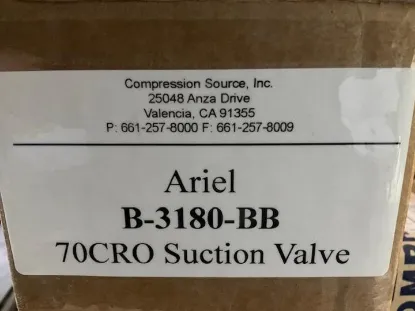 Compression Source, Inc.
25048 Anza Drive
Valencia, CA 91355
P: 661-257-8000 F: 661-257-8009
Ariel
B-3180-BB
70CRO Suction Valve